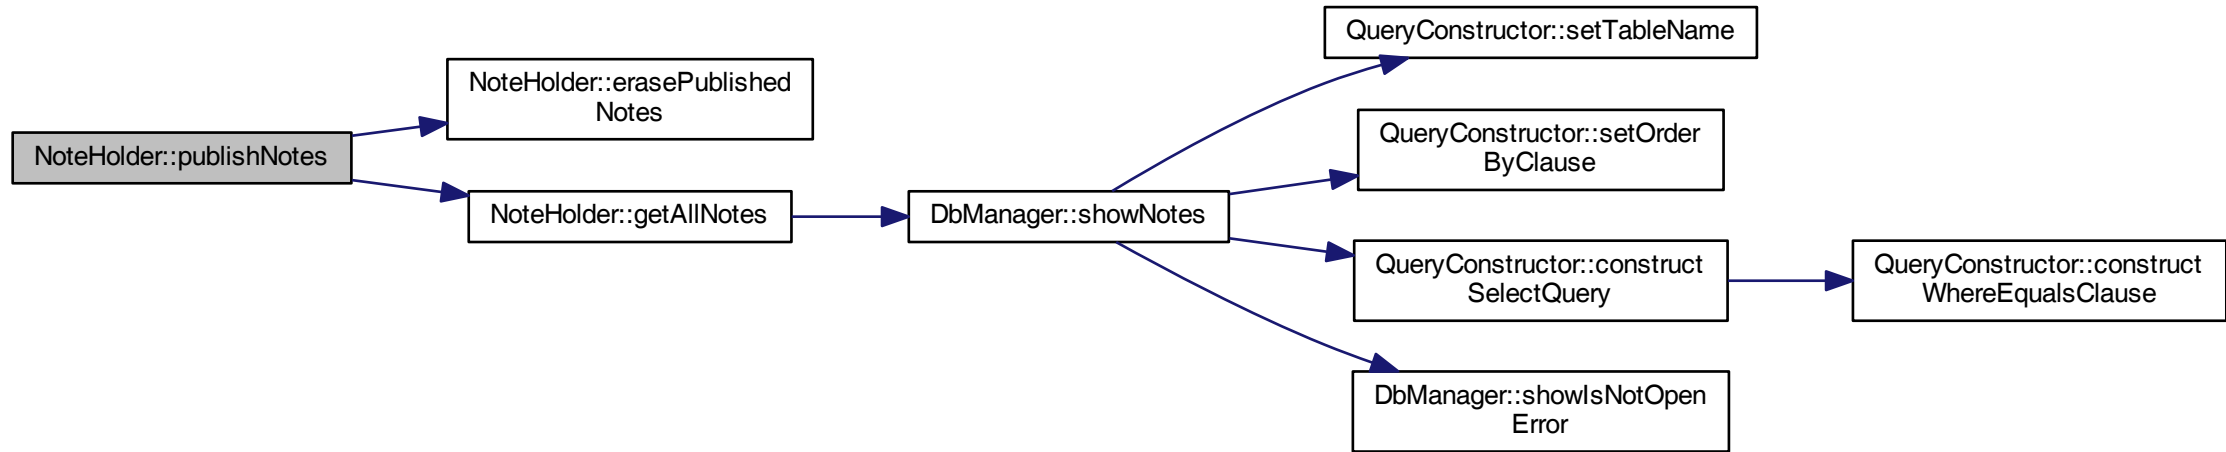 NoteHolder::publishNotes
NoteHolder::erasePublished
Notes
NoteHolder::getAllNotes
DbManager::showNotes
QueryConstructor::setTableName
QueryConstructor::setOrder
ByClause
QueryConstructor::construct
SelectQuery
QueryConstructor::construct
WhereEqualsClause
DbManager::showIsNotOpen
Error